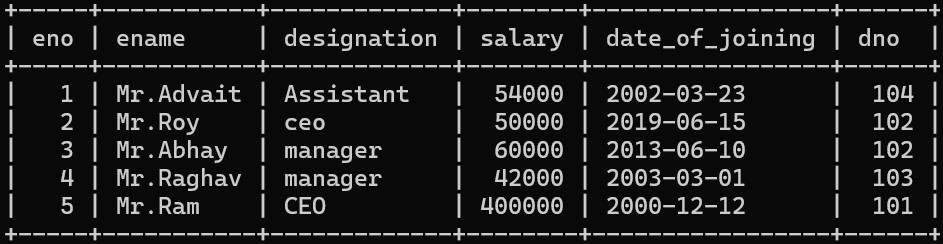 +-----+-----------+-------------+--------+-----------------+------+
| eno | ename     | designation | salary | date_of_joining | dno  |
+-----+-----------+-------------+--------+-----------------+------+
|   1 | Mr.Advait | Assistant   |  54000 | 2002-03-23      |  104 |
|   2 | Mr.Roy    | ceo         |  50000 | 2019-06-15      |  102 |
|   3 | Mr.Abhay  | manager     |  60000 | 2013-06-10      |  102 |
|   4 | Mr.Raghav | manager     |  42000 | 2003-03-01      |  103 |
|   5 | Mr.Ram    | CEO         | 400000 | 2000-12-12      |  101 |
+-----+-----------+-------------+--------+-----------------+------+